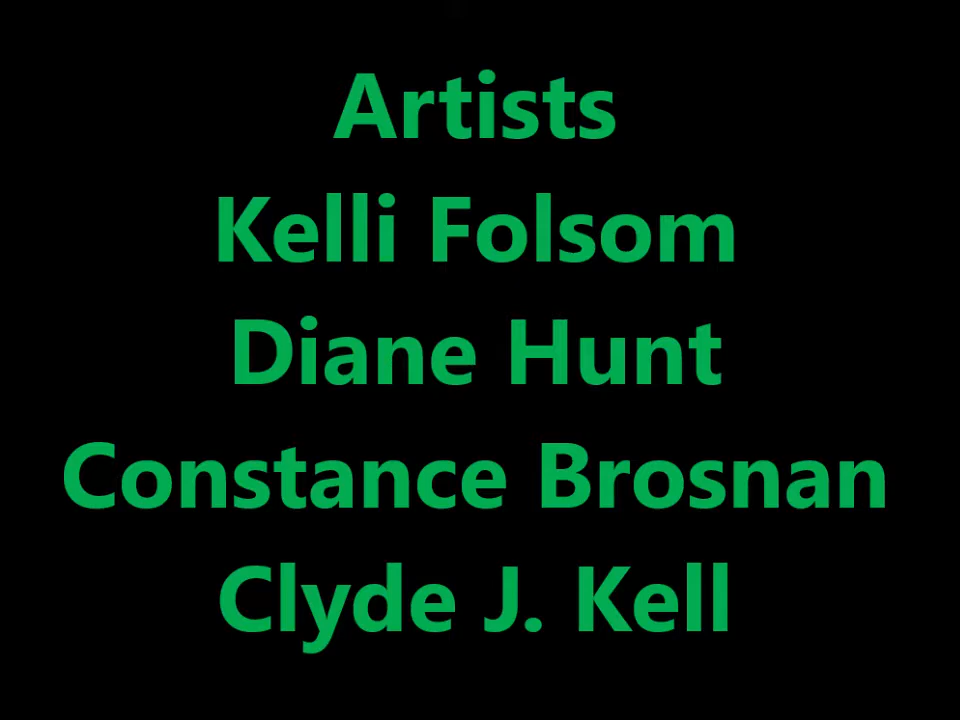 Artists
Kelli Folsom
Diane Hunt
Constance Brosnan
Clyde J. Kell